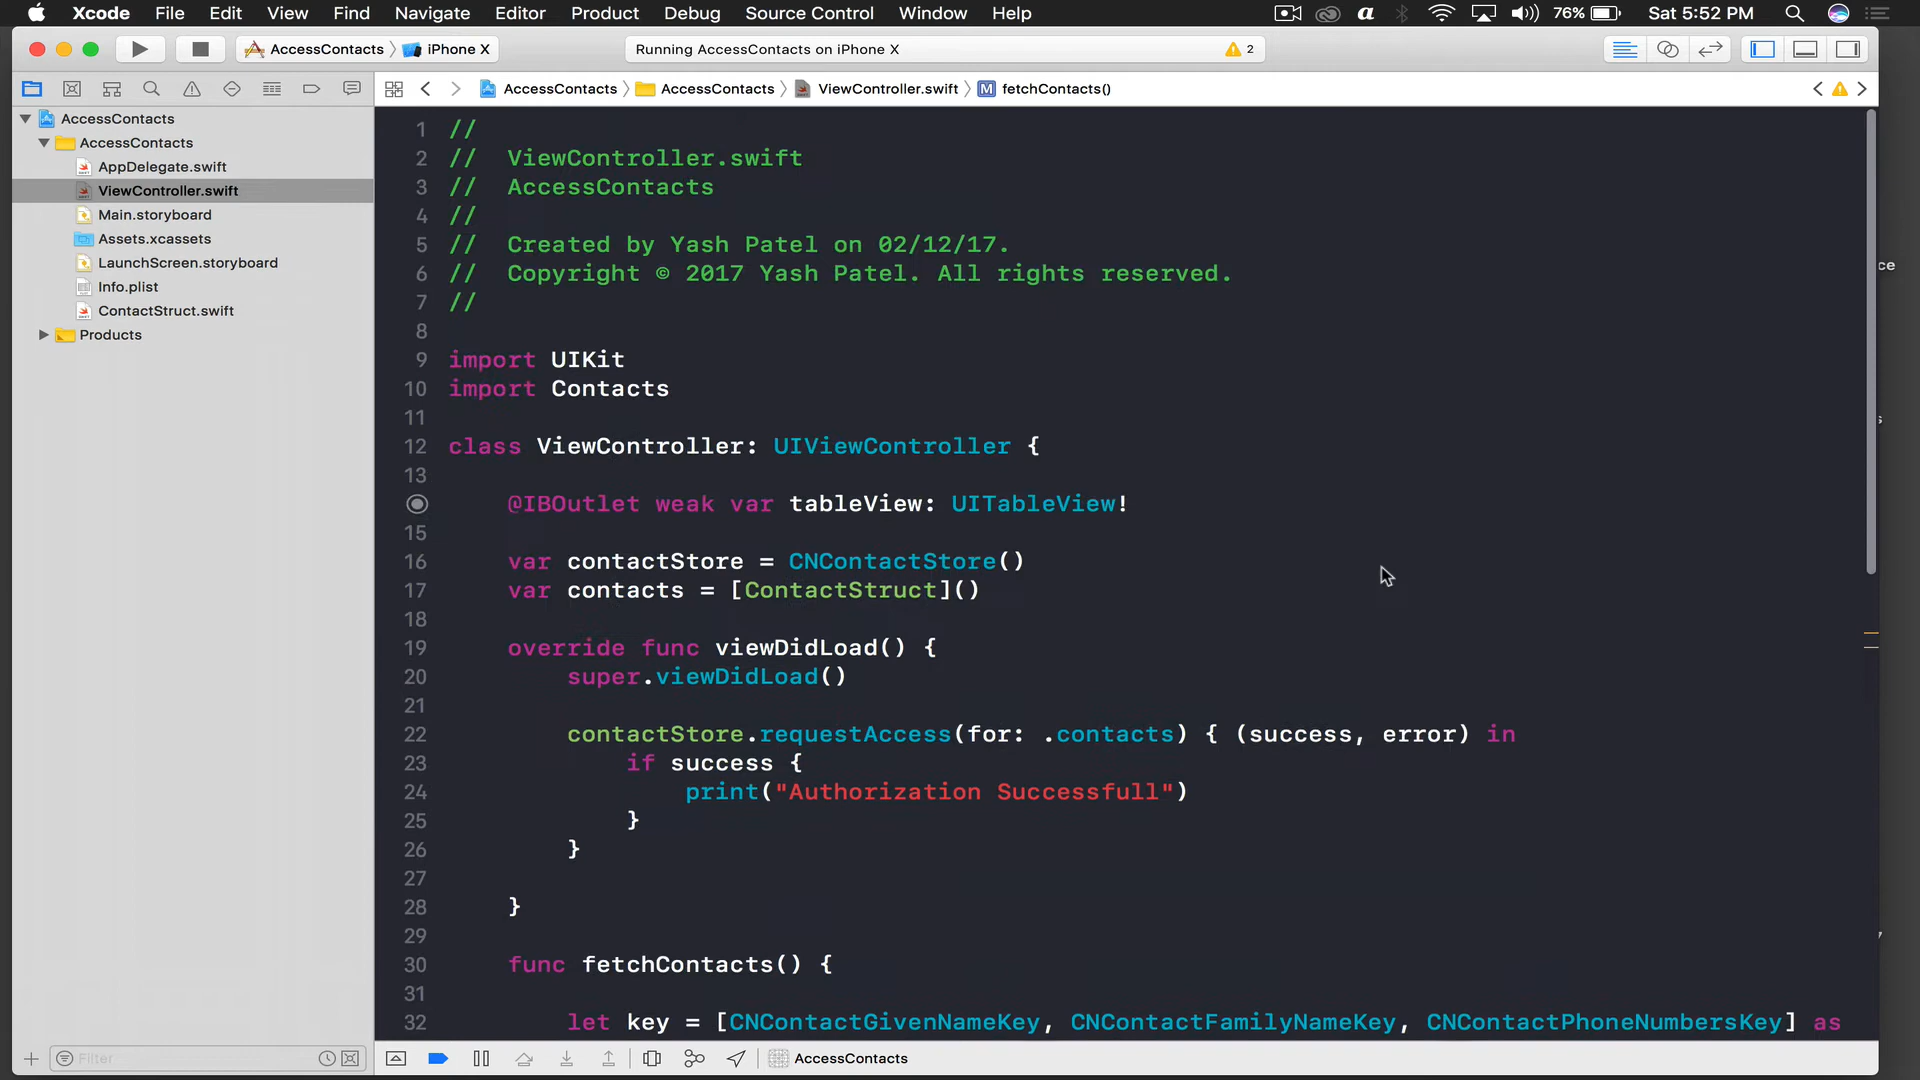 Xcode File Edit View Find Navigate Editor Product Debug Source Control Window Help 76% Sat 5:52 PM
AccessContacts iPhone X Running AccessContacts on iPhone X 2
AccessContacts AccessContacts ViewController.swift M fetchContacts()
AccessContacts
AccessContacts
AppDelegate.swift
ViewController.swift
Main.storyboard
Assets.xcassets
LaunchScreen.storyboard
Info.plist
ContactStruct.swift
Products
1 //
2 // ViewController.swift
3 // AccessContacts
4 //
5 // Created by Yash Patel on 02/12/17.
6 // Copyright © 2017 Yash Patel. All rights reserved.
7 //
8
9 import UIKit
10 import Contacts
11
12 class ViewController: UIViewController {
13
@IBOutlet weak var tableView: UITableView!
15
16 var contactStore = CNContactStore()
17 var contacts = [ContactStruct]()
18
19 override func viewDidLoad() {
20 super.viewDidLoad()
21
22 contactStore.requestAccess(for: .contacts) { (success, error) in
23 if success {
24 print("Authorization Successfull")
25 }
26 }
27
28 }
29
30 func fetchContacts() {
31
32 let key = [CNContactGivenNameKey, CNContactFamilyNameKey, CNContactPhoneNumbersKey] as
Filter
AccessContacts
ce
s